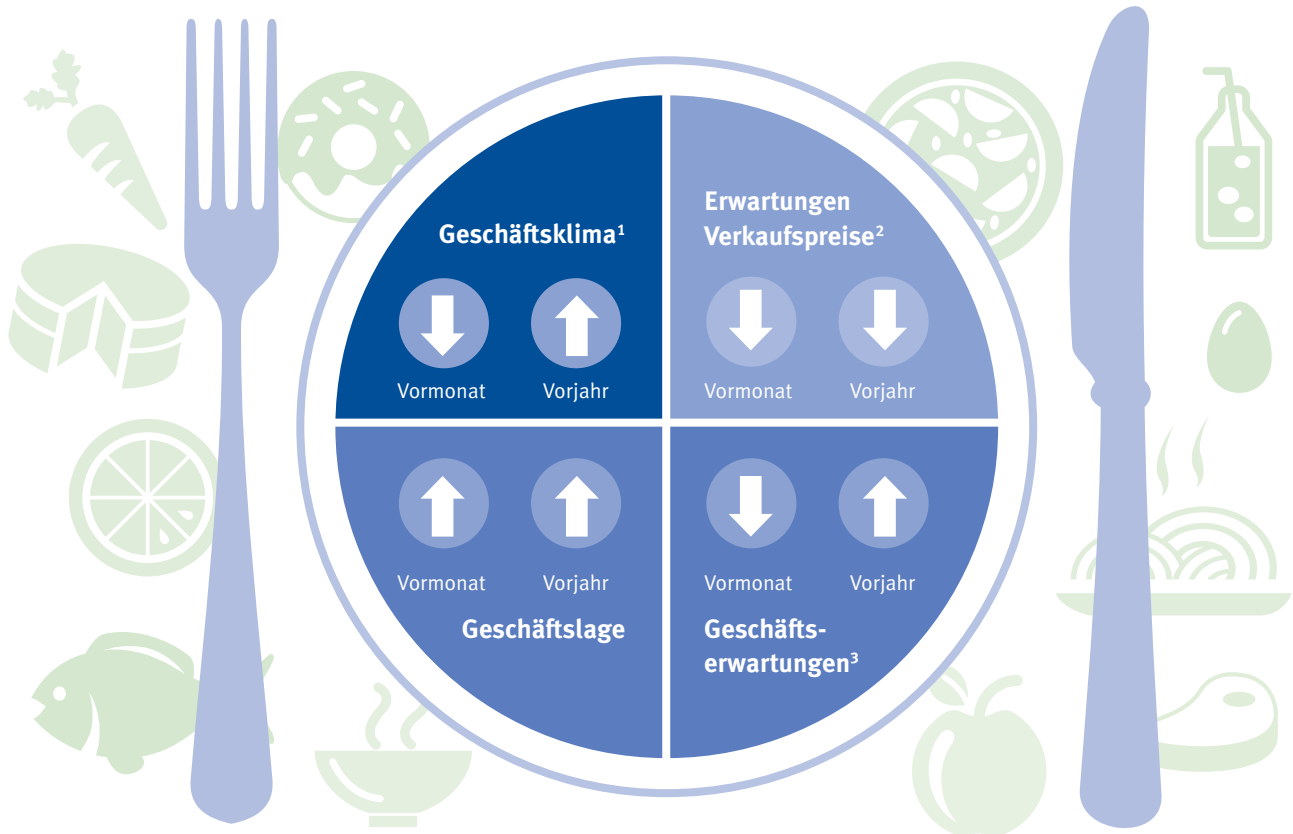 Geschäftsklima¹
Vormonat Vorjahr
Erwartungen
Verkaufspreise²
Vormonat Vorjahr
Vormonat Vorjahr
Geschäftslage
Vormonat Vorjahr
Geschäfts-
erwartungen³